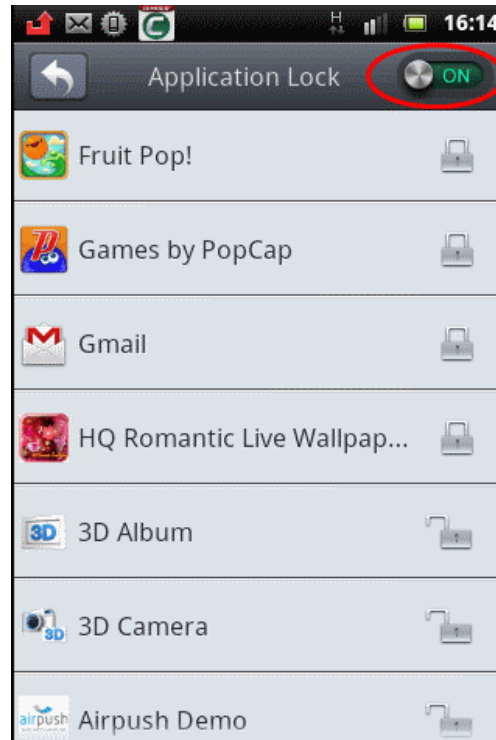 H
16:14
Application Lock
ON
Fruit Pop!
Games by PopCap
Gmail
HQ Romantic Live Wallpap...
3D
3D Album
3D
3D Camera
airpush
Airpush Demo